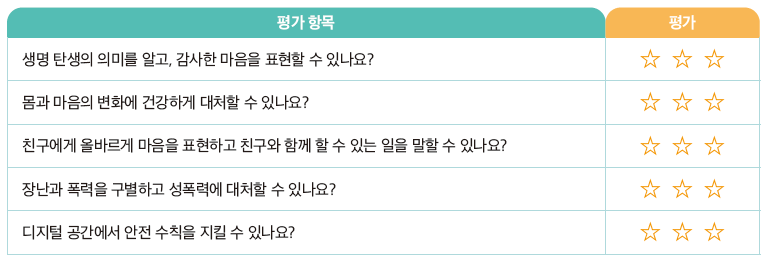 평가 항목 평가
생명 탄생의 의미를 알고, 감사한 마음을 표현할 수 있나요? ☆ ☆ ☆
몸과 마음의 변화에 건강하게 대처할 수 있나요? ☆ ☆ ☆
친구에게 올바르게 마음을 표현하고 친구와 함께 할 수 있는 일을 말할 수 있나요? ☆ ☆ ☆
장난과 폭력을 구별하고 성폭력에 대처할 수 있나요? ☆ ☆ ☆
디지털 공간에서 안전 수칙을 지킬 수 있나요? ☆ ☆ ☆